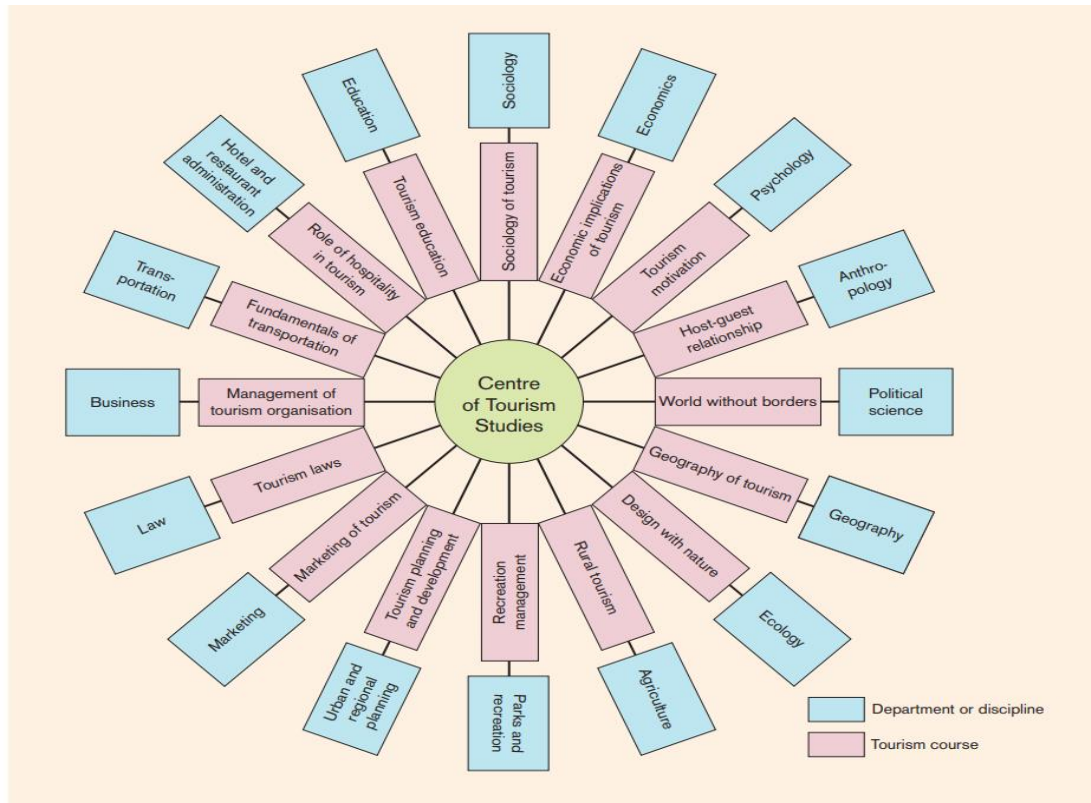 Sociology
Sociology of tourism
Economics
Economic implications
of tourism
Psychology
Tourism
motivation
Anthro-
pology
Host-guest
relationship
Political
science
World without borders
Geography
Geography of tourism
Ecology
Design with nature
Agriculture
Rural tourism
Parks and
recreation
Recreation
management
Urban and
regional
planning
Tourism planning
and development
Marketing
Marketing of tourism
Law
Tourism laws
Business
Management of
tourism organisation
Trans-
portation
Fundamentals of
transportation
Hotel and
restaurant
administration
Role of hospitality
in tourism
Education
Tourism education
Centre
of Tourism
Studies
Department or discipline
Tourism course